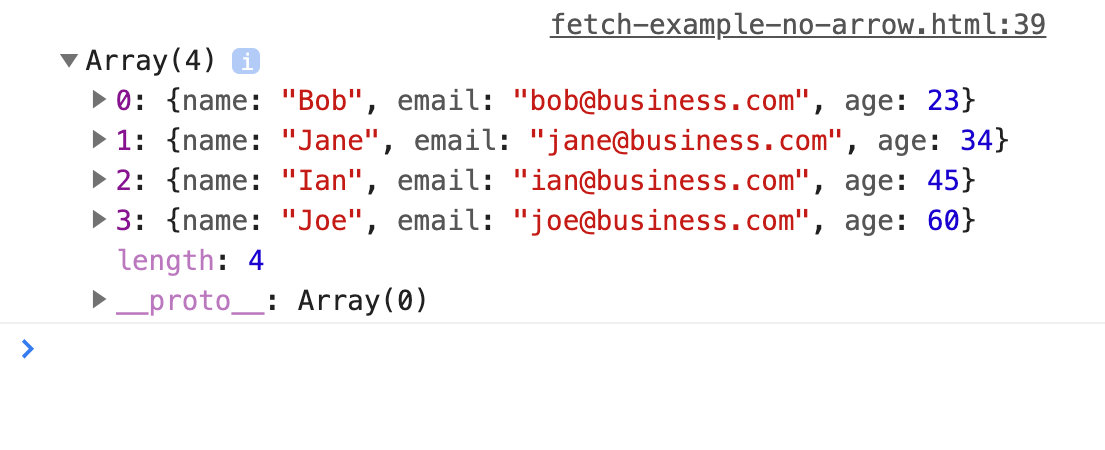 fetch-example-no-arrow.html:39
▼Array(4) i
▶0: {name: "Bob", email: "bob@business.com", age: 23}
▶1: {name: "Jane", email: "jane@business.com", age: 34}
▶2: {name: "Ian", email: "ian@business.com", age: 45}
▶3: {name: "Joe", email: "joe@business.com", age: 60}
length: 4
▶__proto__: Array(0)